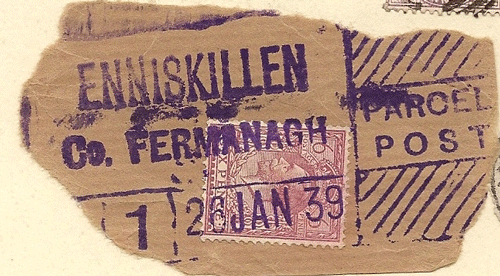 ENNISKILLEN
Co. FERMANAGH
PARCEL
POST
1
26 JAN 39